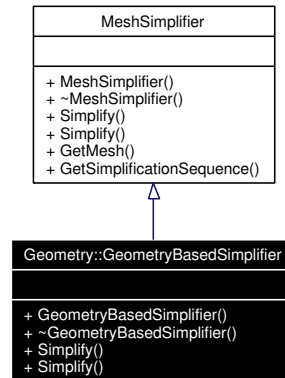 MeshSimplifier
+ MeshSimplifier()
+ ~MeshSimplifier()
+ Simplify()
+ Simplify()
+ GetMesh()
+ GetSimplificationSequence()
Geometry::GeometryBasedSimplifier
+ GeometryBasedSimplifier()
+ ~GeometryBasedSimplifier()
+ Simplify()
+ Simplify()